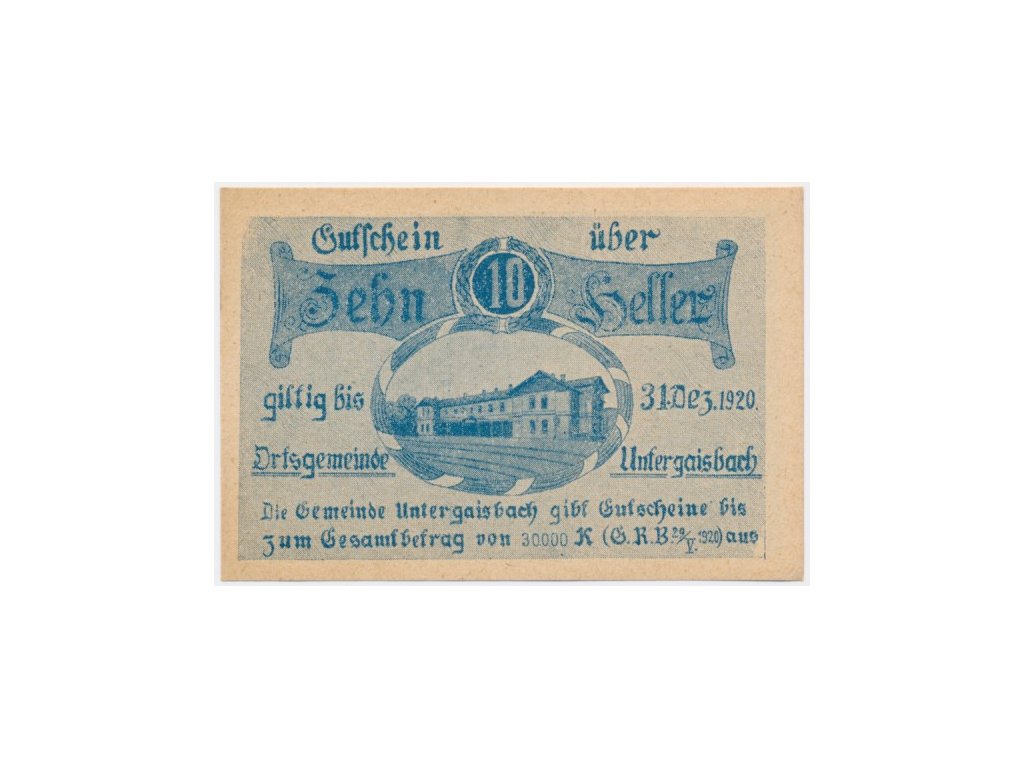 Gutschein über
Zehn 10 Heller
giltig bis 31.Dez.1920.
Ortsgemeinde Untergaisbach
Die Gemeinde Untergaisbach gibt Gutscheine bis
zum Gesamtbetrag von 30000 K (G.R.B. 29/V. 1920) aus